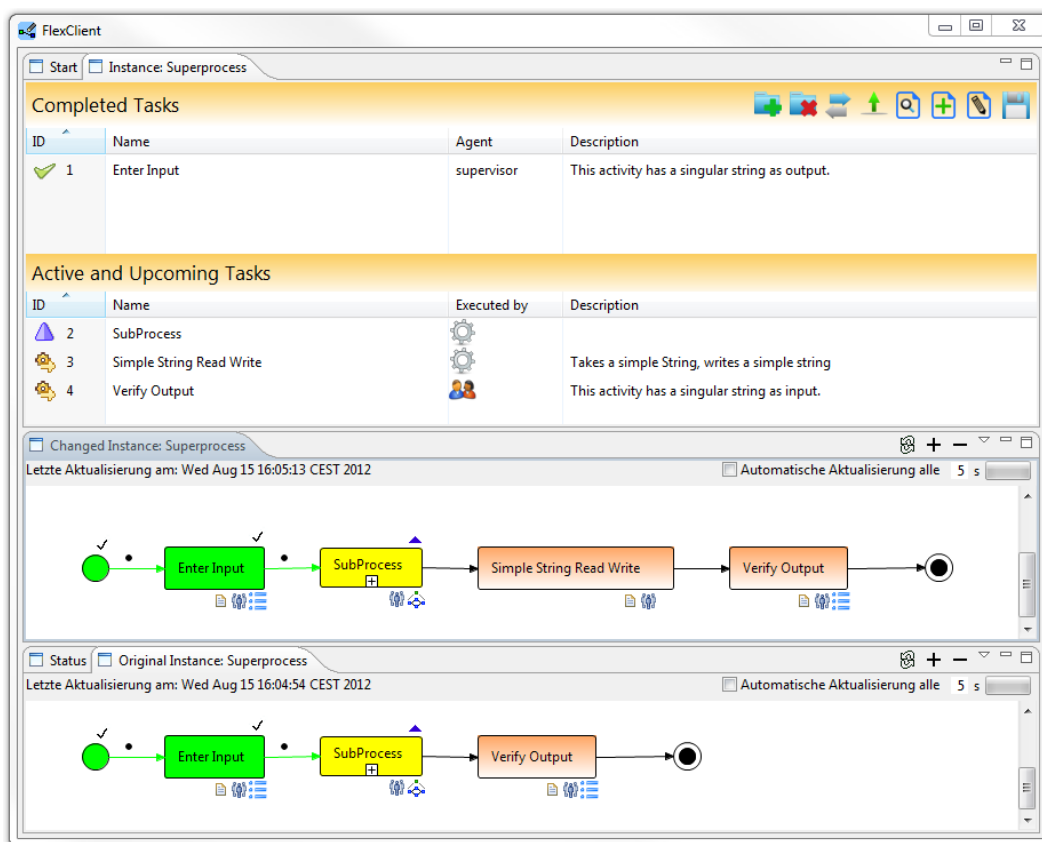 FlexClient
Start Instance: Superprocess
Completed Tasks
ID Name Agent Description
1 Enter Input supervisor This activity has a singular string as output.
Active and Upcoming Tasks
ID Name Executed by Description
2 SubProcess
3 Simple String Read Write Takes a simple String, writes a simple string
4 Verify Output This activity has a singular string as input.
Changed Instance: Superprocess
Letzte Aktualisierung am: Wed Aug 15 16:05:13 CEST 2012 Automatische Aktualisierung alle 5 s
Enter Input SubProcess Simple String Read Write Verify Output
Status Original Instance: Superprocess
Letzte Aktualisierung am: Wed Aug 15 16:04:54 CEST 2012 Automatische Aktualisierung alle 5 s
Enter Input SubProcess Verify Output